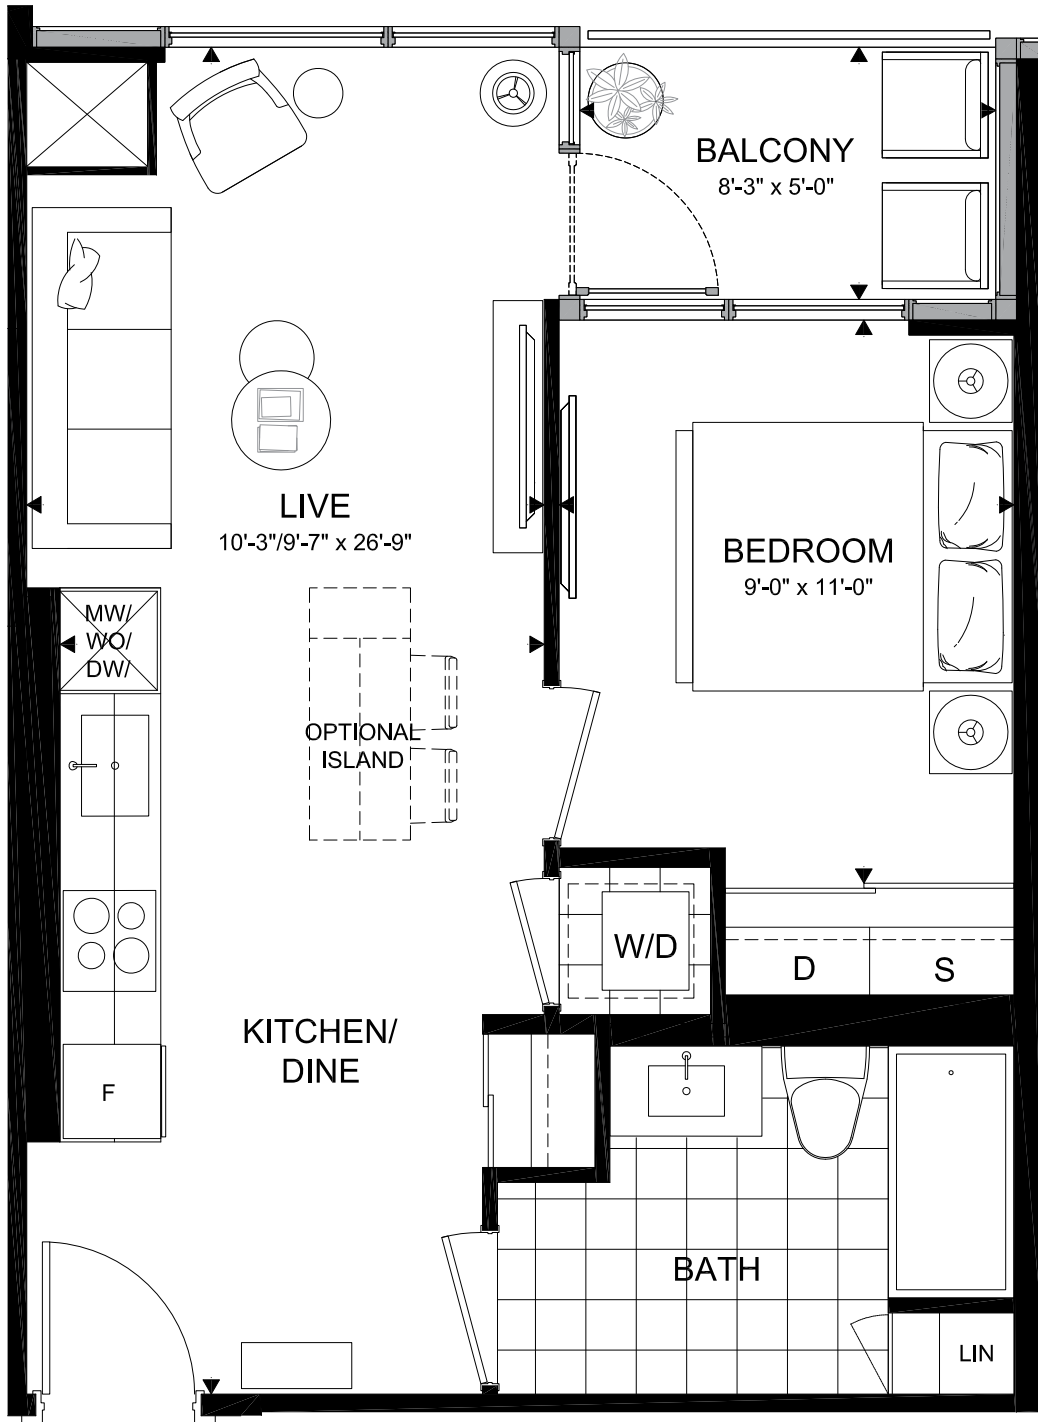 BALCONY
8'-3" x 5'-0"
LIVE
10'-3"/9'-7" x 26'-9"
BEDROOM
9'-0" x 11'-0"
MW/
WO/
DW/
OPTIONAL
ISLAND
W/D
D
S
KITCHEN/
DINE
F
BATH
LIN